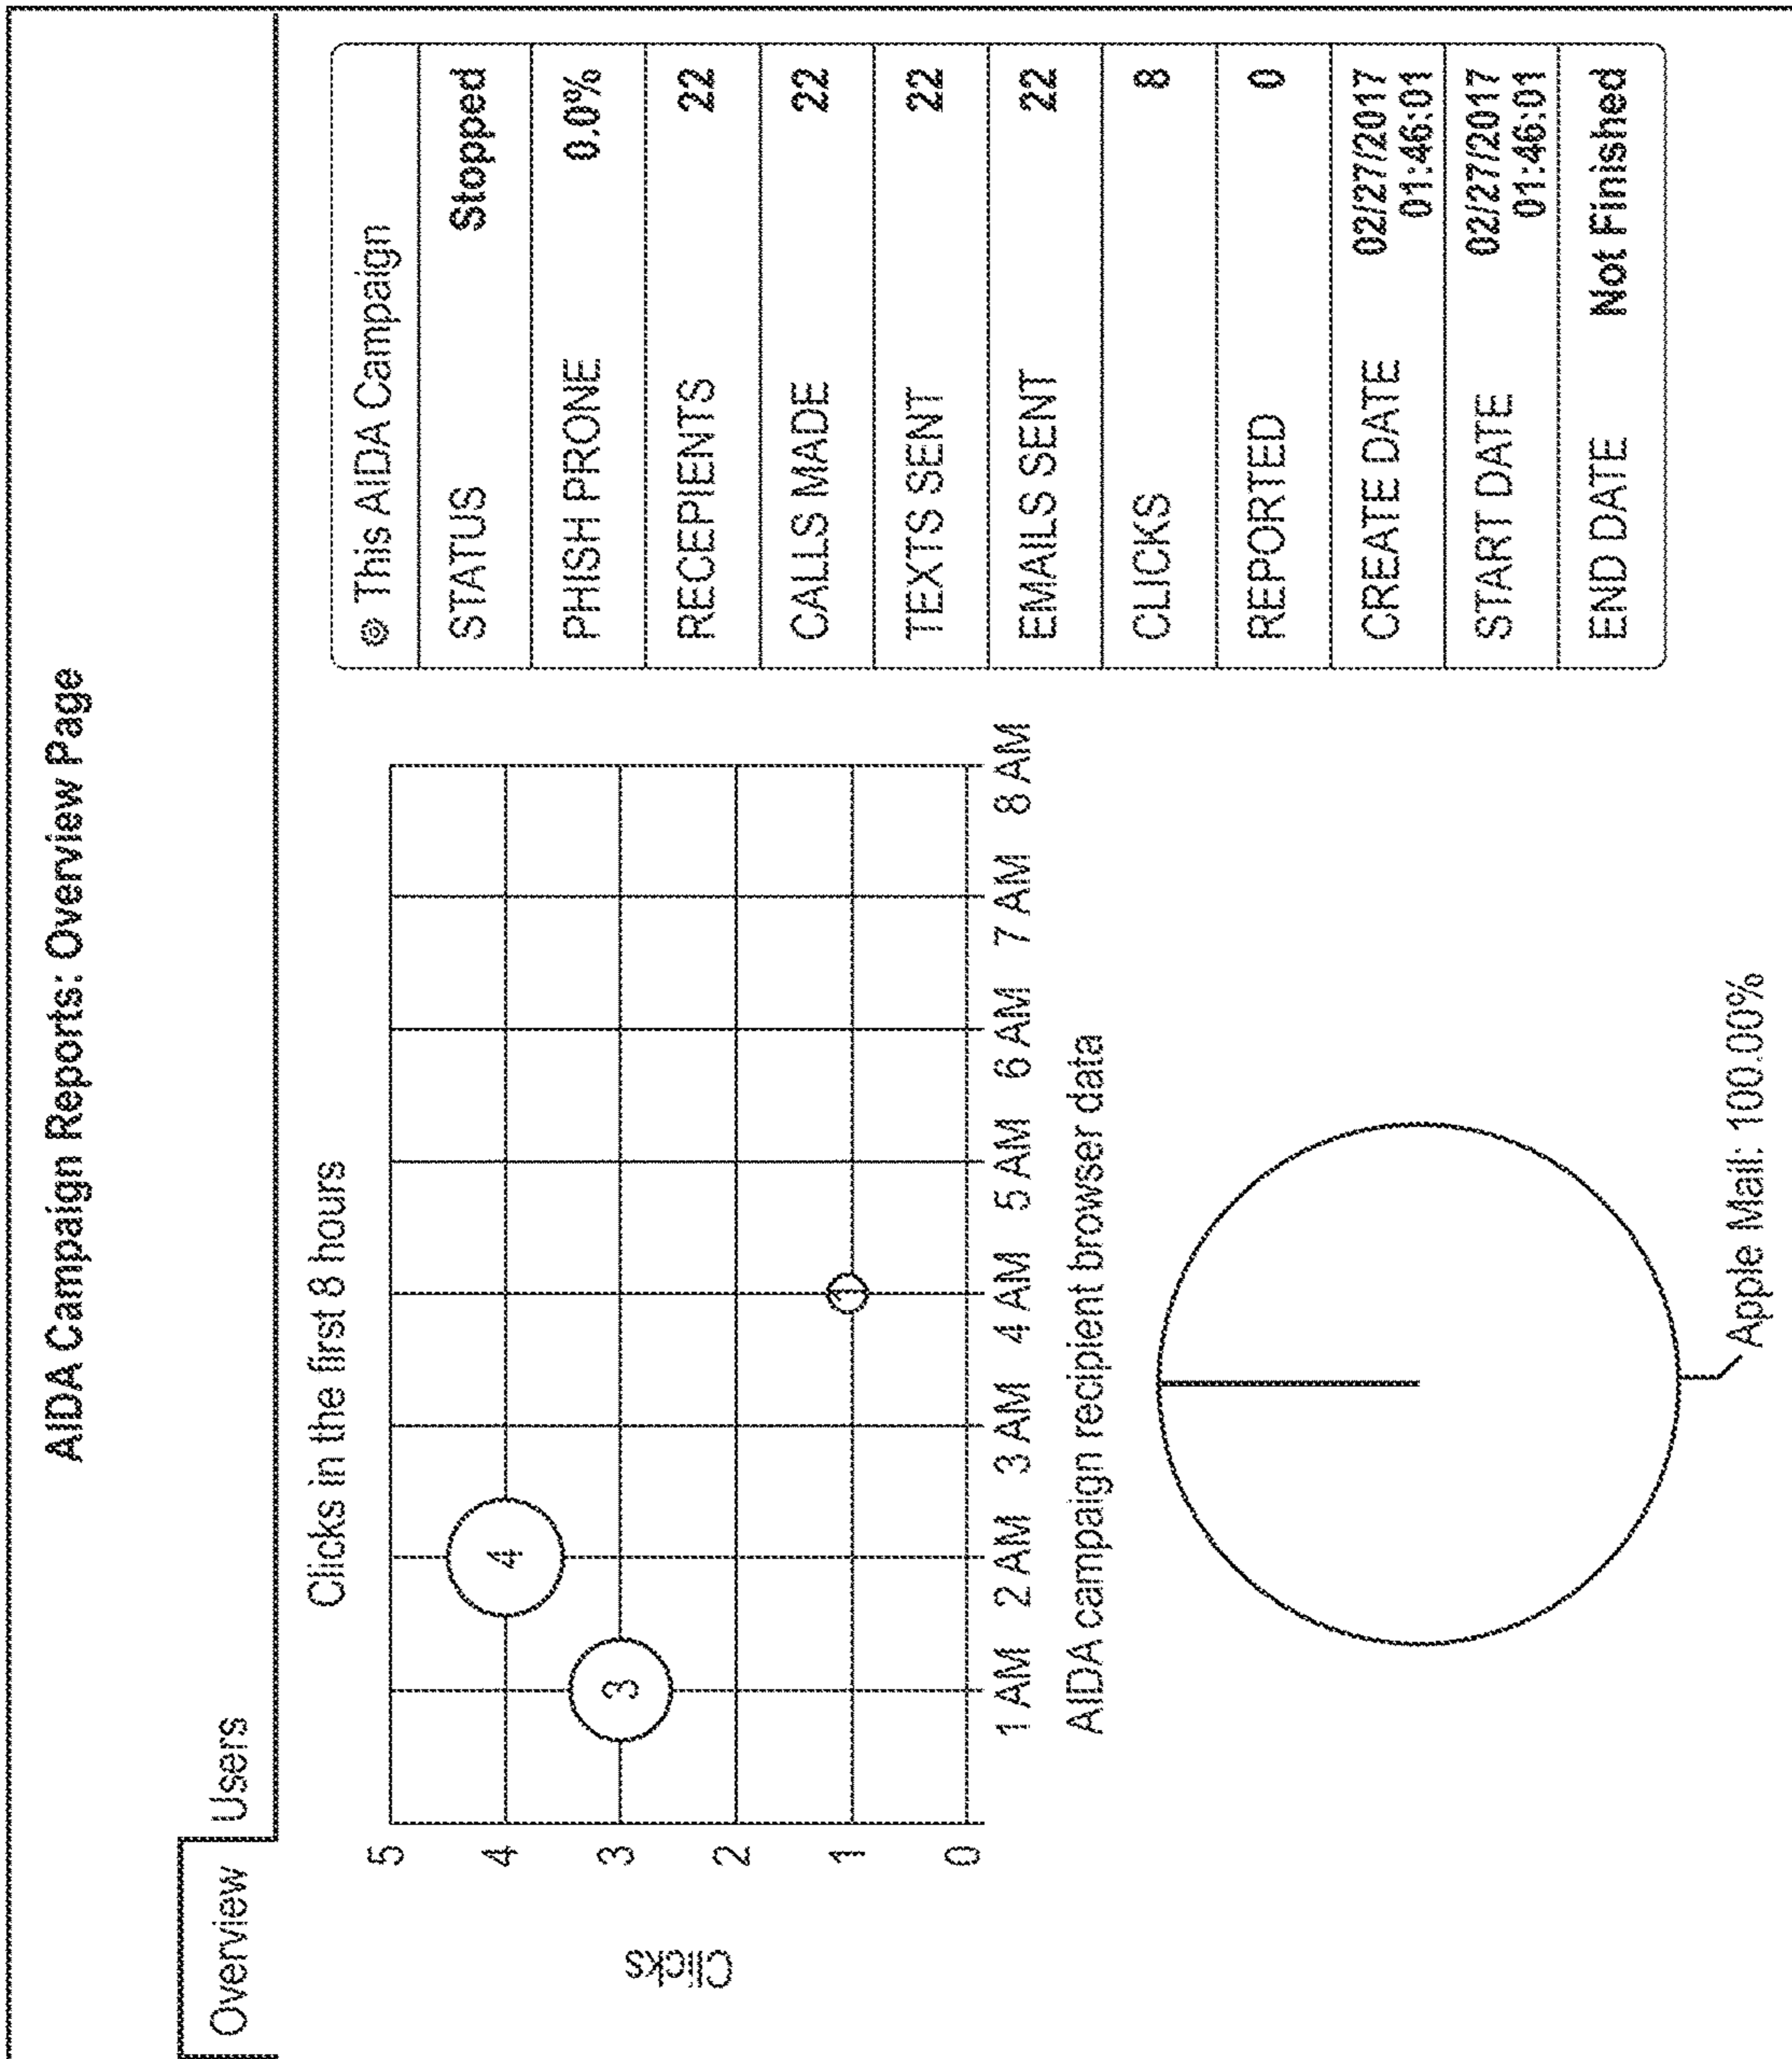 AIDA Campaign Reports: Overview Page
Overview Users
Clicks in the first 8 hours
Clicks
5
4
3
2
1
0
4
3
1
1 AM 2 AM 3 AM 4 AM 5 AM 6 AM 7 AM 8 AM
AIDA campaign recipient browser data
Apple Mail: 100.00%
This AIDA Campaign
STATUS Stopped
PHISH PRONE 0.0%
RECEPIENTS 22
CALLS MADE 22
TEXTS SENT 22
EMAILS SENT 22
CLICKS 8
REPORTED 0
CREATE DATE 02/27/2017
01:46:01
START DATE 02/27/2017
01:46:01
END DATE Not Finished